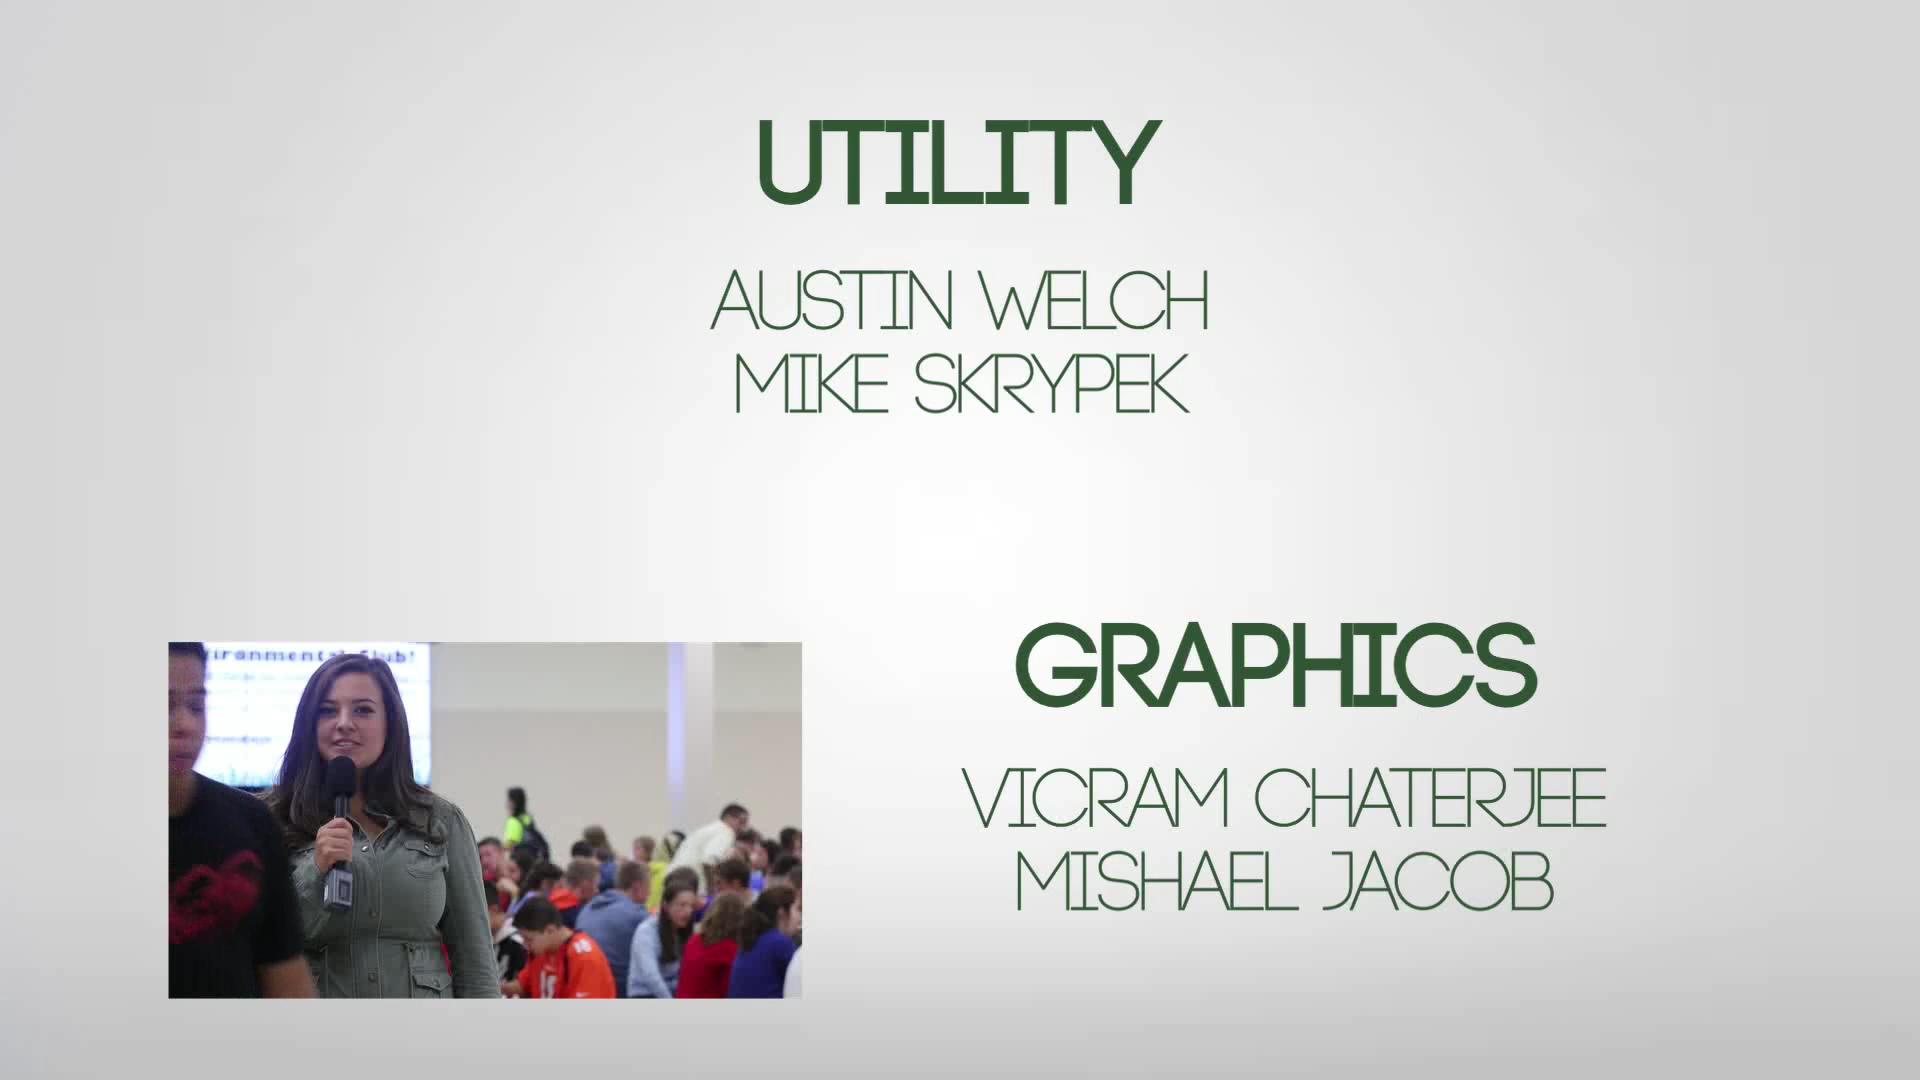 UTILITY
AUSTIN WELCH
MIKE SKRYPEK
GRAPHICS
VICRAM CHATERJEE
MISHAEL JACOB